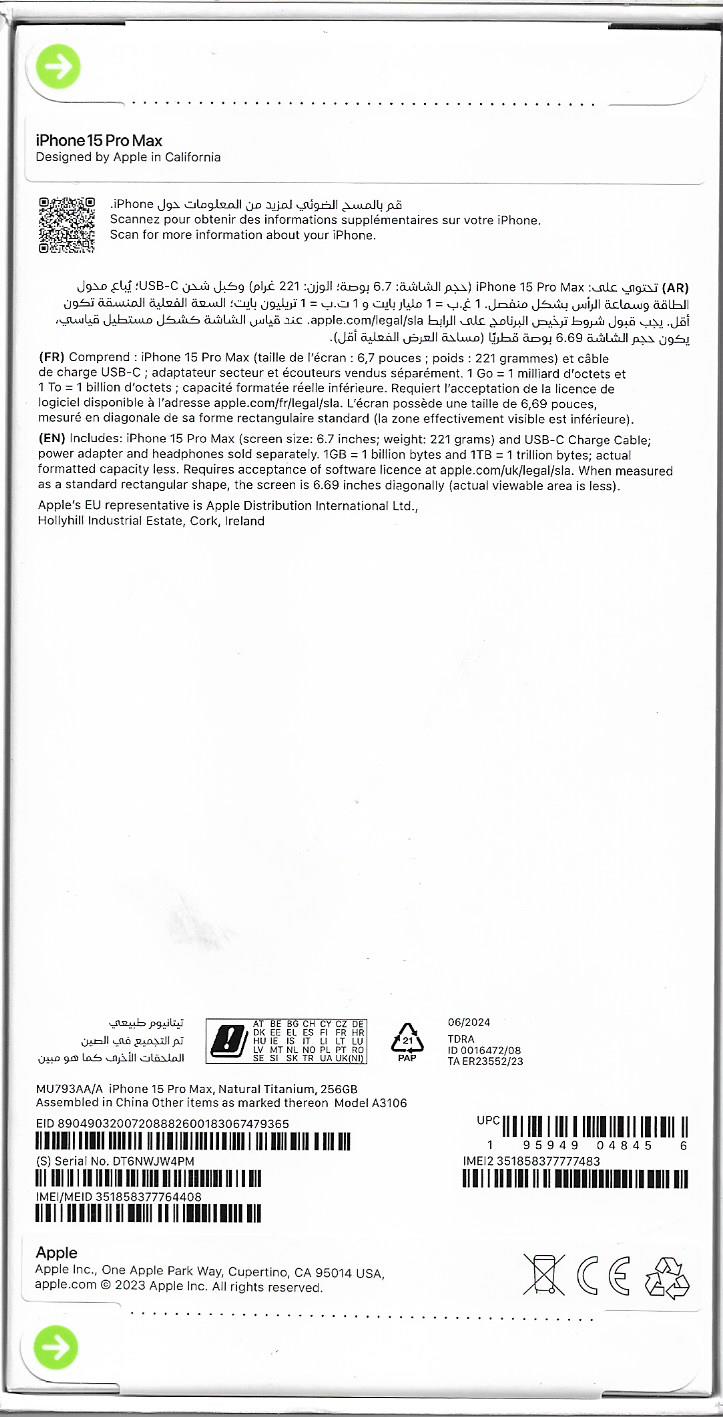 iPhone 15 Pro Max
Designed by Apple in California
قم بالمسح الضوئي لمزيد من المعلومات حول iPhone.
Scannez pour obtenir des informations supplémentaires sur votre iPhone.
Scan for more information about your iPhone.
(AR) تحتوي على: iPhone 15 Pro Max (حجم الشاشة: 6.7 بوصة؛ الوزن: 221 غرام) وكبل شحن USB-C؛ يُباع محول
الطاقة وسماعة الرأس بشكل منفصل. 1 غ.ب = 1 مليار بايت و 1 ت.ب = 1 تريليون بايت؛ السعة الفعلية المنسقة تكون
أقل. يجب قبول شروط ترخيص البرنامج على الرابط apple.com/legal/sla. عند قياس الشاشة كشكل مستطيل قياسي،
يكون حجم الشاشة 6.69 بوصة قطريًا (مساحة العرض الفعلية أقل).
(FR) Comprend : iPhone 15 Pro Max (taille de l'écran : 6,7 pouces ; poids : 221 grammes) et câble
de charge USB-C ; adaptateur secteur et écouteurs vendus séparément. 1 Go = 1 milliard d'octets et
1 To = 1 billion d'octets ; capacité formatée réelle inférieure. Requiert l'acceptation de la licence de
logiciel disponible à l'adresse apple.com/fr/legal/sla. L'écran possède une taille de 6,69 pouces,
mesuré en diagonale de sa forme rectangulaire standard (la zone effectivement visible est inférieure).
(EN) Includes: iPhone 15 Pro Max (screen size: 6.7 inches; weight: 221 grams) and USB-C Charge Cable;
power adapter and headphones sold separately. 1GB = 1 billion bytes and 1TB = 1 trillion bytes; actual
formatted capacity less. Requires acceptance of software licence at apple.com/uk/legal/sla. When measured
as a standard rectangular shape, the screen is 6.69 inches diagonally (actual viewable area is less).
Apple's EU representative is Apple Distribution International Ltd.,
Hollyhill Industrial Estate, Cork, Ireland
تيتانيوم طبيعي
تم التجميع في الصين
الملحقات الأخرى كما هو مبين
AT BE BG CH CY CZ DE
DK EE EL ES FI FR HR
HU IE IS IT LI LT LU
LV MT NL NO PL PT RO
SE SI SK TR UA UK(NI)
21
PAP
06/2024
TDRA
ID 0016472/08
TA ER23552/23
MU793AA/A iPhone 15 Pro Max, Natural Titanium, 256GB
Assembled in China Other items as marked thereon Model A3106
EID 89049032007208882600183067479365
UPC
1 95949 04845 6
(S) Serial No. DT6NWJW4PM
IMEI2 351858377777483
IMEI/MEID 351858377764408
Apple
Apple Inc., One Apple Park Way, Cupertino, CA 95014 USA,
apple.com © 2023 Apple Inc. All rights reserved.
CE